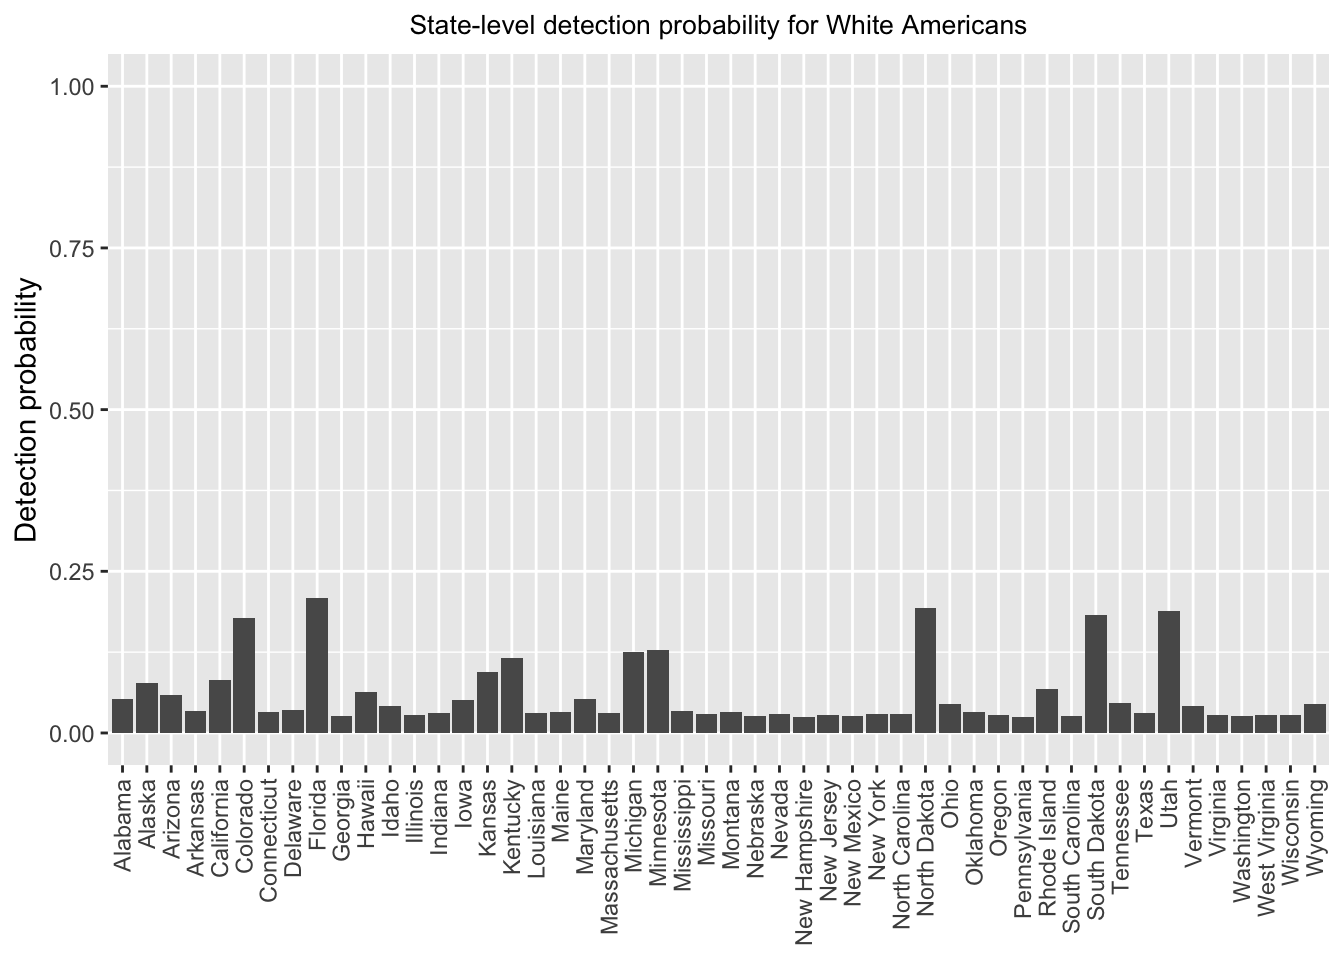 State-level detection probability for White Americans
Detection probability
1.00
0.75
0.50
0.25
0.00
Alabama
Alaska
Arizona
Arkansas
California
Colorado
Connecticut
Delaware
Florida
Georgia
Hawaii
Idaho
Illinois
Indiana
Iowa
Kansas
Kentucky
Louisiana
Maine
Maryland
Massachusetts
Michigan
Minnesota
Mississippi
Missouri
Montana
Nebraska
Nevada
New Hampshire
New Jersey
New Mexico
New York
North Carolina
North Dakota
Ohio
Oklahoma
Oregon
Pennsylvania
Rhode Island
South Carolina
South Dakota
Tennessee
Texas
Utah
Vermont
Virginia
Washington
West Virginia
Wisconsin
Wyoming